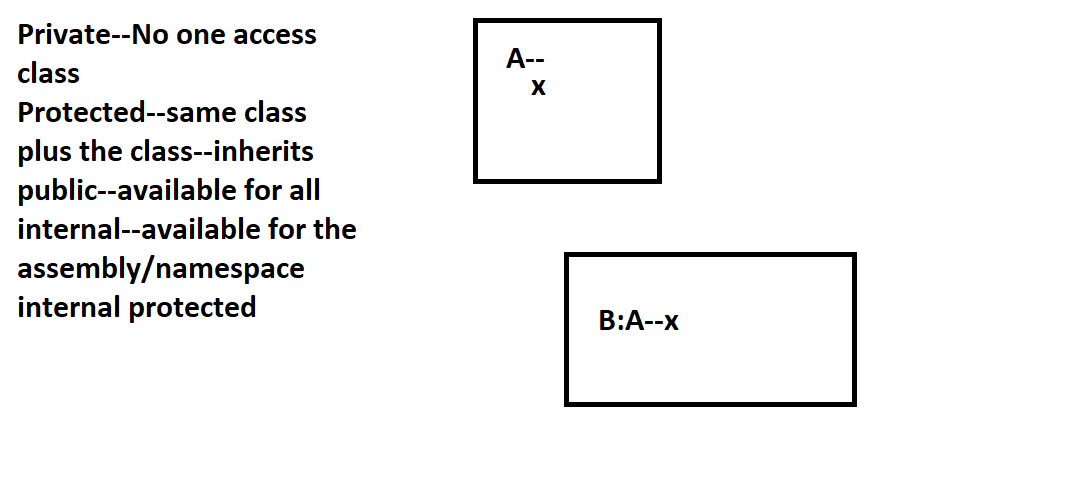 Private--No one access
class
Protected--same class
plus the class--inherits
public--available for all
internal--available for the
assembly/namespace
internal protected
A--
x
B:A--x